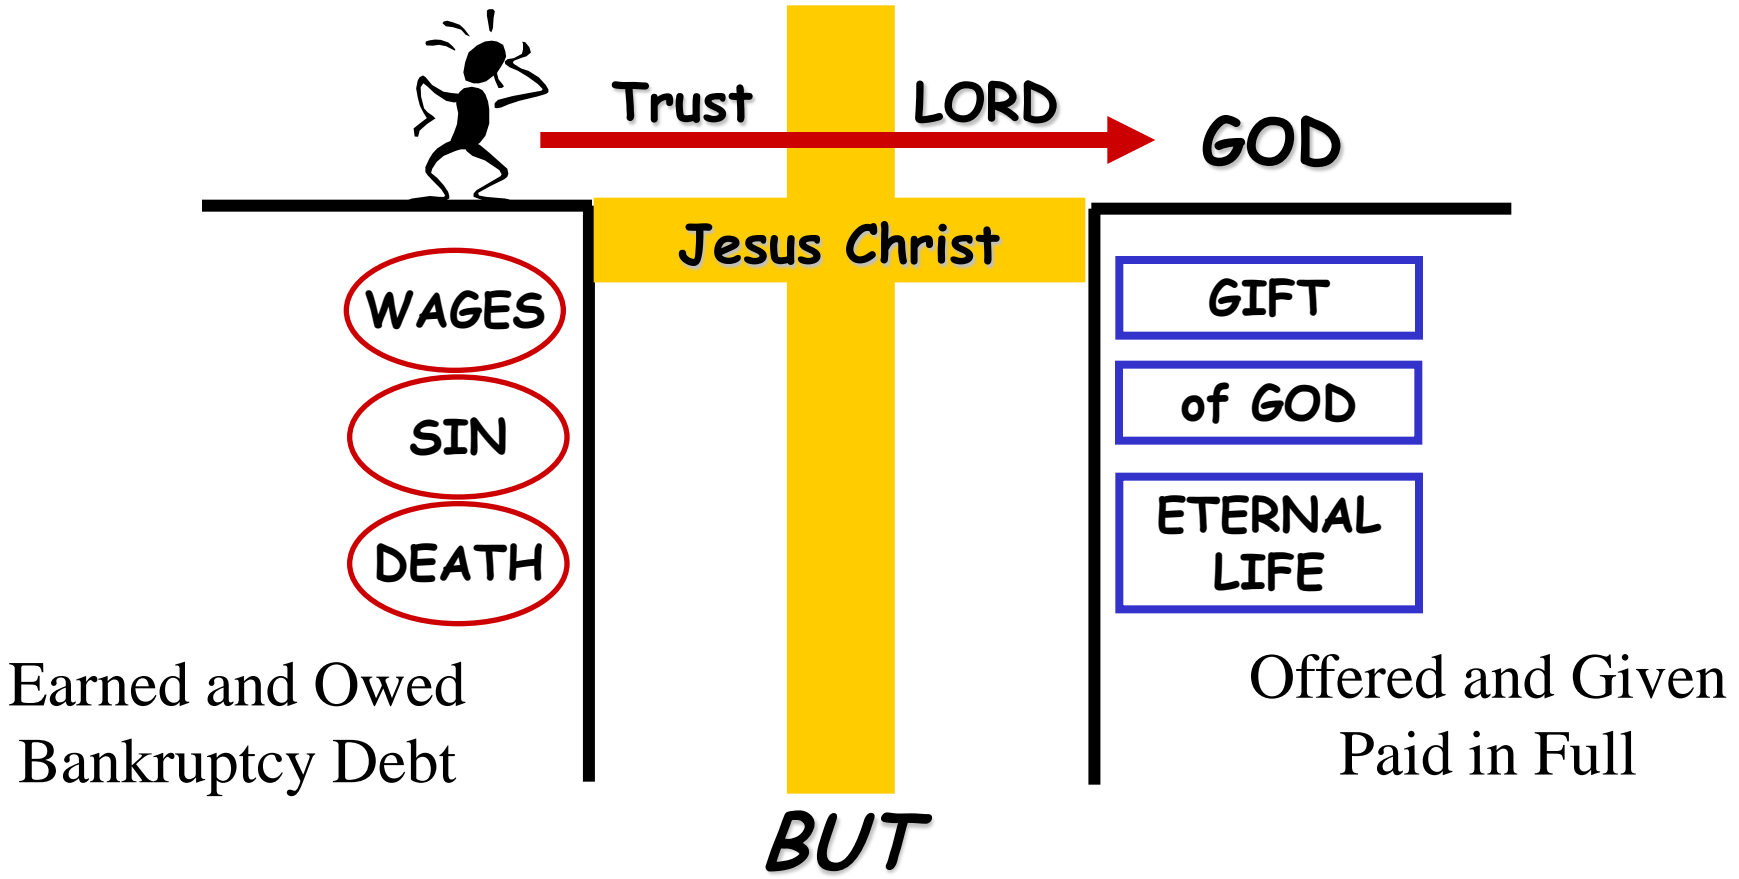 Trust
LORD
GOD
Jesus Christ
WAGES
SIN
DEATH
GIFT
of GOD
ETERNAL
LIFE
Earned and Owed
Bankruptcy Debt
Offered and Given
Paid in Full
BUT